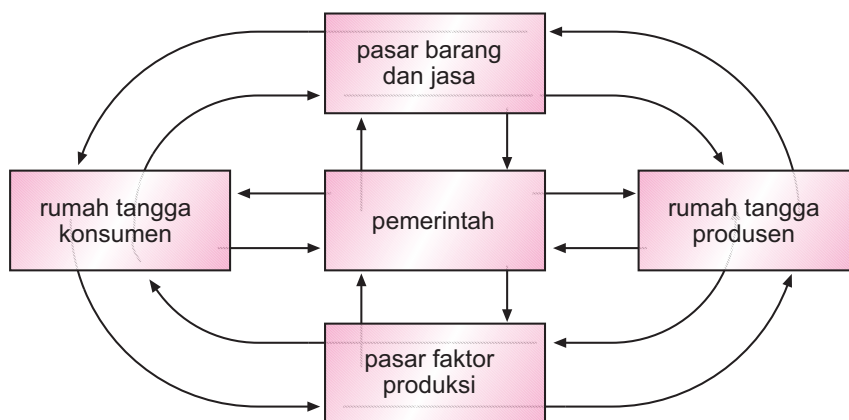 pasar barang
dan jasa
rumah tangga
konsumen
pemerintah
rumah tangga
produsen
pasar faktor
produksi